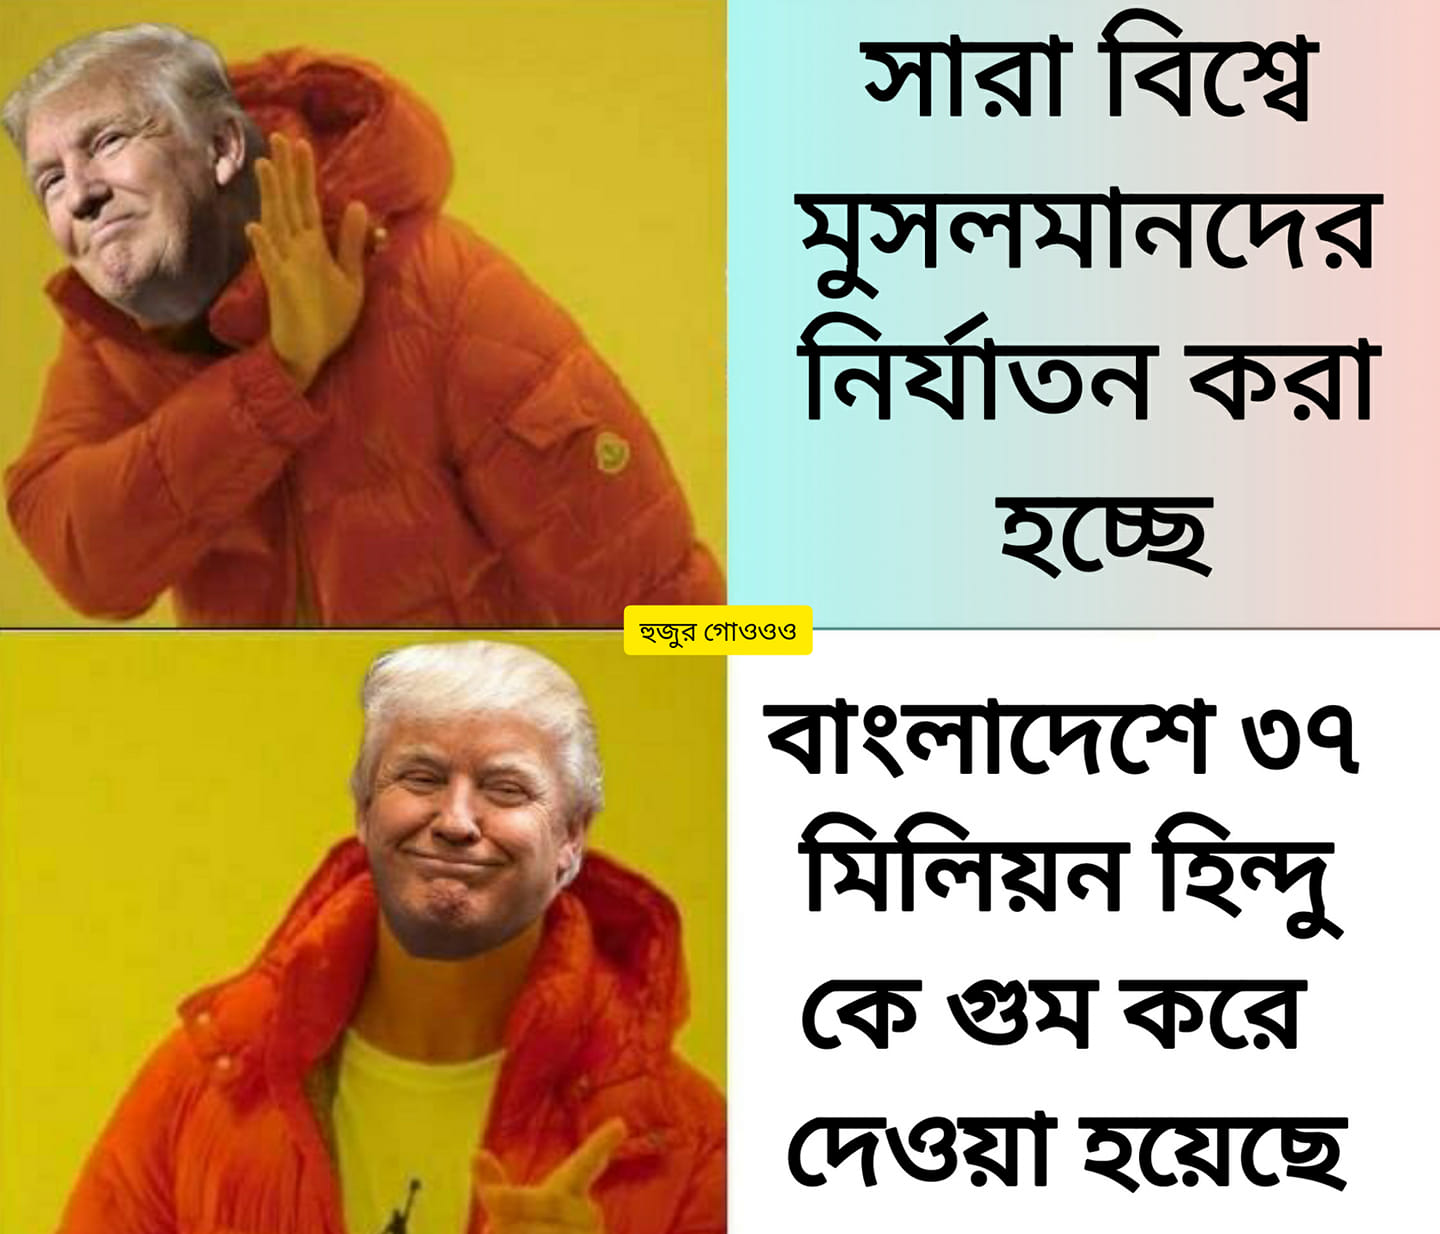 সারা বিশ্বে
মুসলমানদের
নির্যাতন করা
হচ্ছে
হুজুর গোওওও
বাংলাদেশে ৩৭
মিলিয়ন হিন্দু
কে গুম করে
দেওয়া হয়েছে